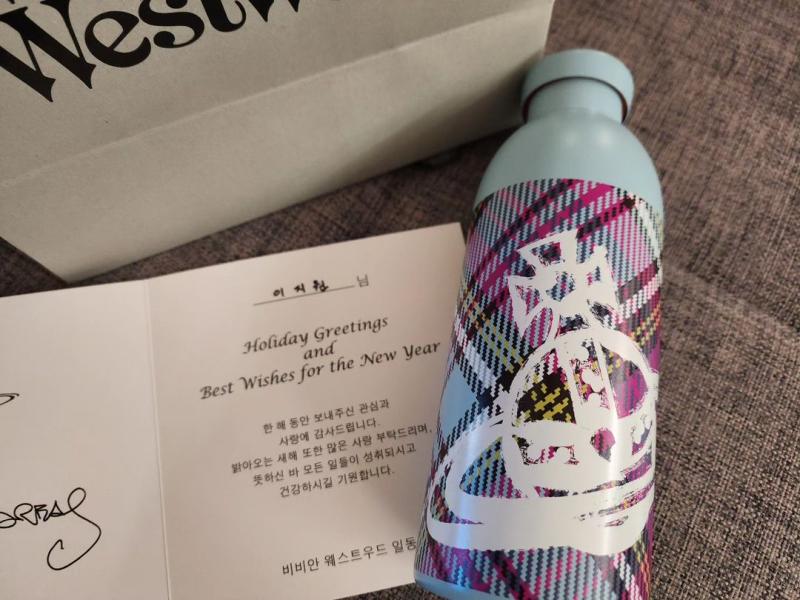 Westw
이지원 님
Holiday Greetings
and
Best Wishes for the New Year
한 해 동안 보내주신 관심과
사랑에 감사드립니다.
밝아오는 새해 또한 많은 사랑 부탁드리며,
뜻하신 바 모든 일들이 성취되시고
건강하시길 기원합니다.
비비안 웨스트우드 일동